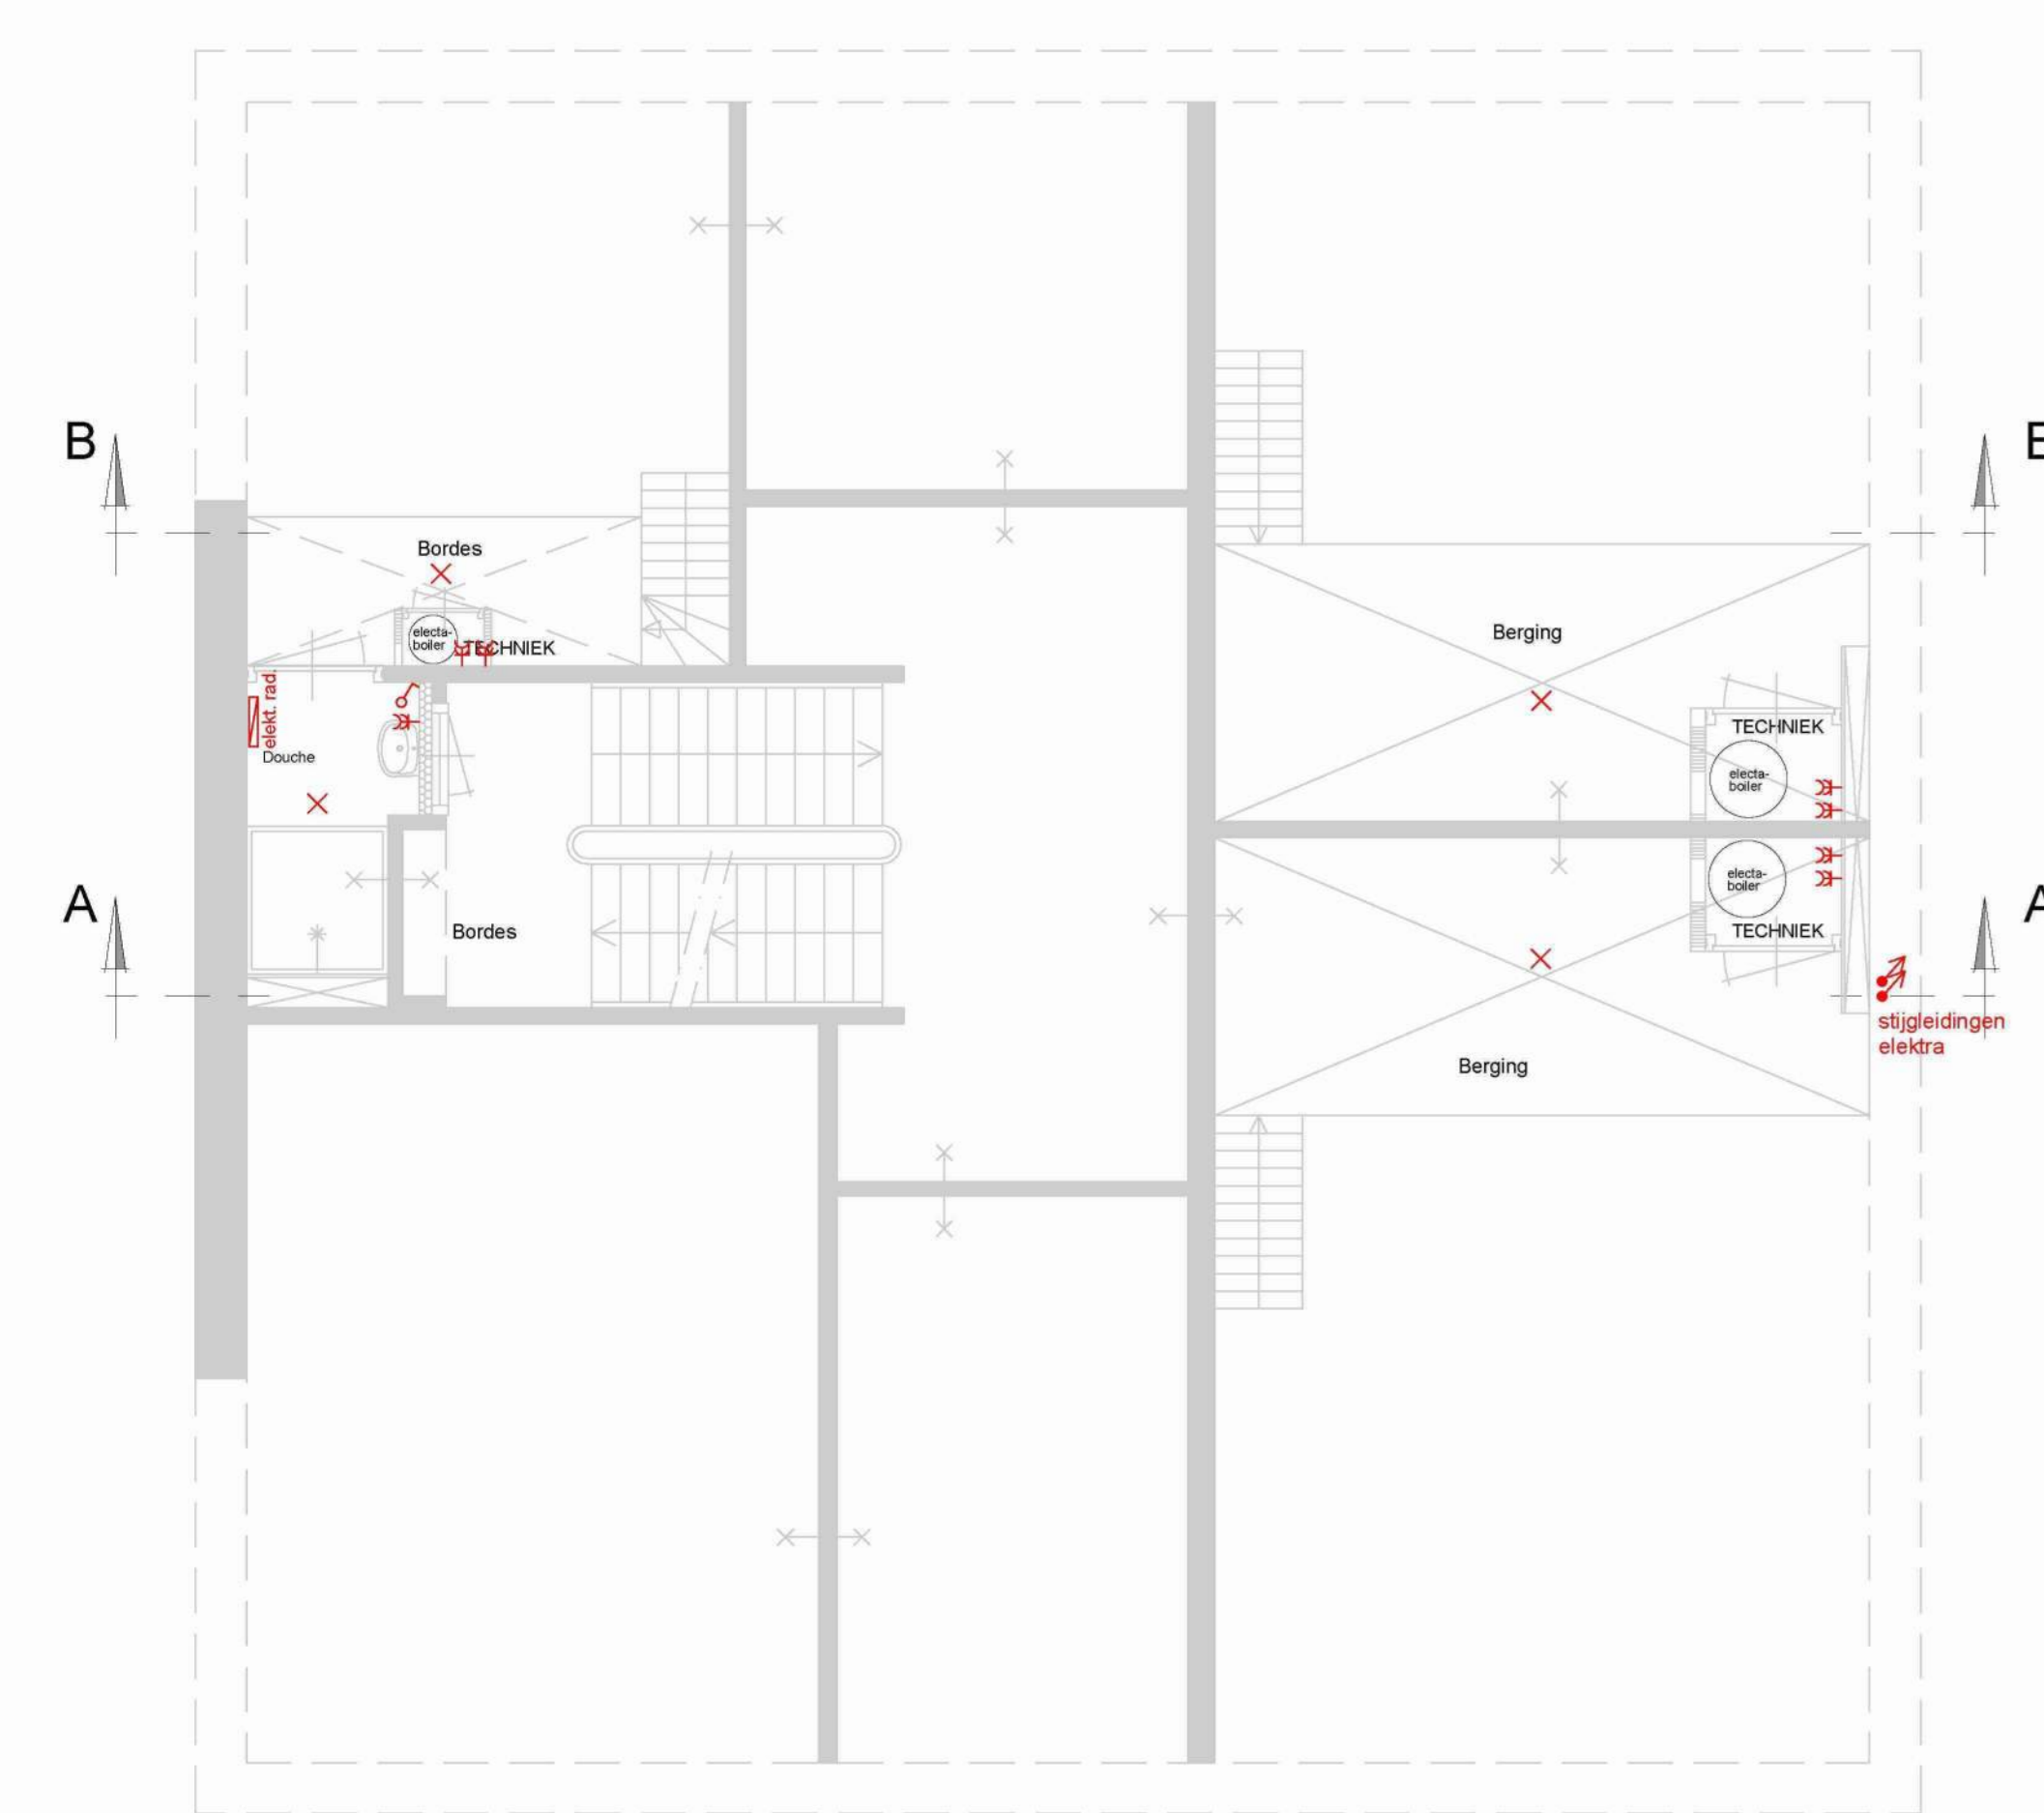 B
Bordes
electa-
boiler
TECHNIEK
elekt. rad.
Douche
A
Bordes
Berging
TECHNIEK
electa-
boiler
electa-
boiler
TECHNIEK
A
stijgleidingen
elektra
Berging